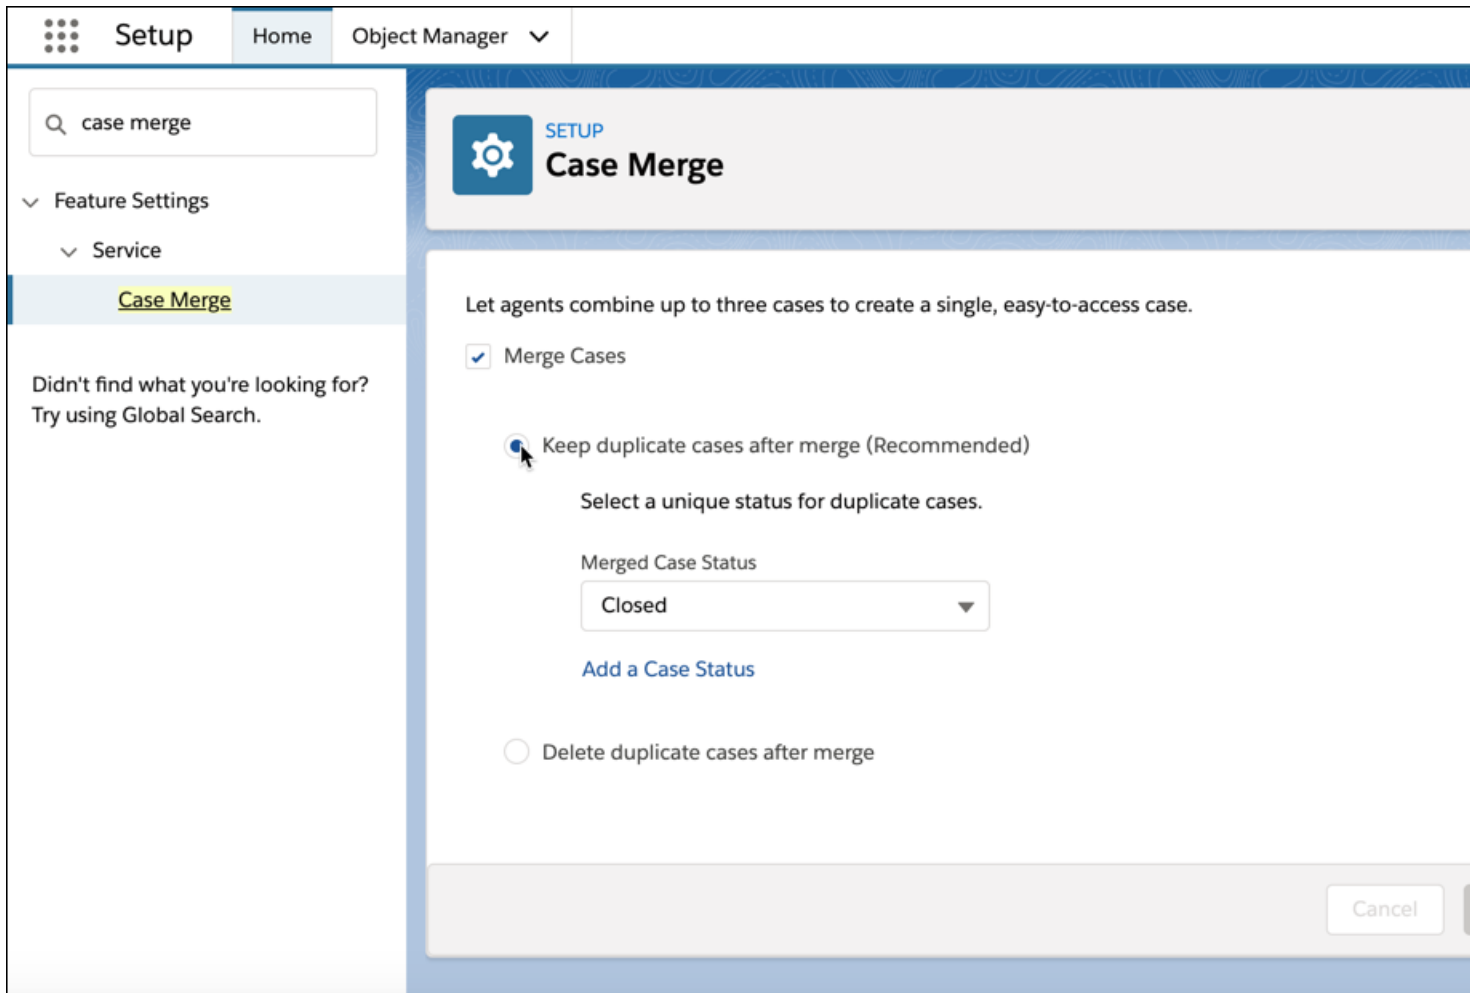 Setup
Home
Object Manager
case merge
Feature Settings
Service
Case Merge
Didn't find what you're looking for?
Try using Global Search.
SETUP
Case Merge
Let agents combine up to three cases to create a single, easy-to-access case.
Merge Cases
Keep duplicate cases after merge (Recommended)
Select a unique status for duplicate cases.
Merged Case Status
Closed
Add a Case Status
Delete duplicate cases after merge
Cancel